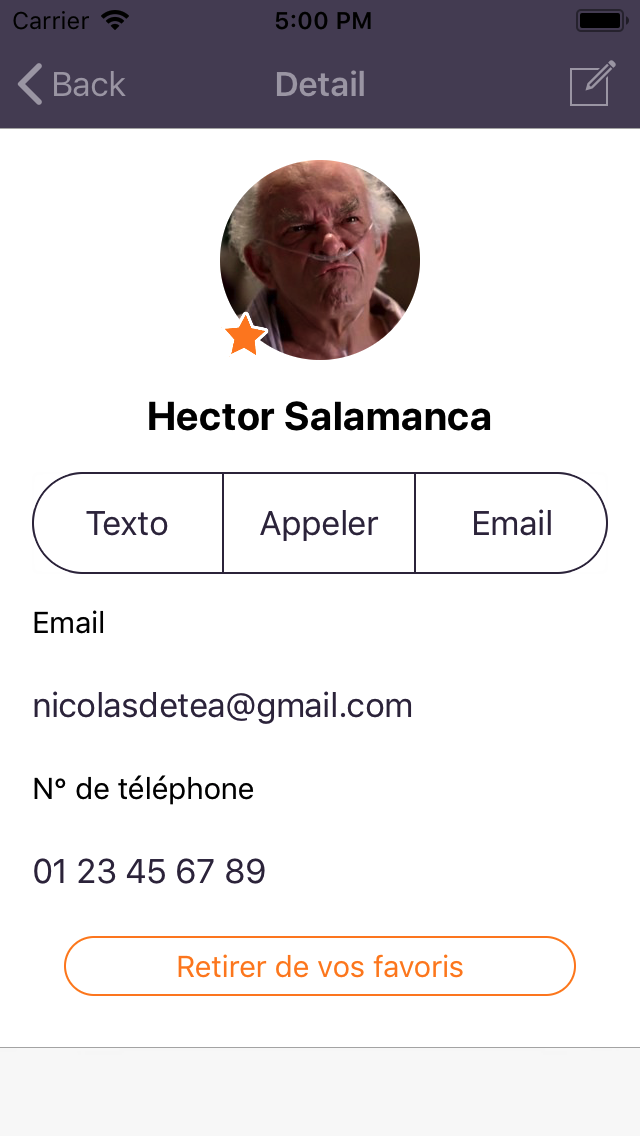 Carrier 5:00 PM
Back Detail
Hector Salamanca
Texto Appeler Email
Email
nicolasdetea@gmail.com
N° de téléphone
01 23 45 67 89
Retirer de vos favoris